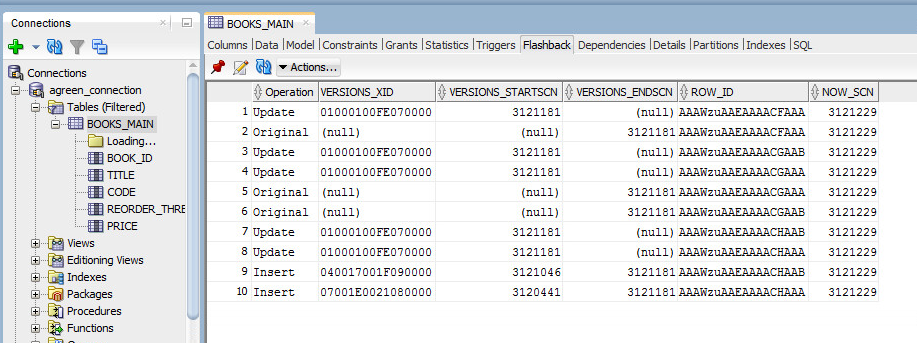 Connections
Connections
agreen_connection
Tables (Filtered)
BOOKS_MAIN
Loading...
BOOK_ID
TITLE
CODE
REORDER_THRE
PRICE
Views
Editioning Views
Indexes
Packages
Procedures
Functions
BOOKS_MAIN
Columns Data Model Constraints Grants Statistics Triggers Flashback Dependencies Details Partitions Indexes SQL
Actions...
Operation VERSIONS_XID VERSIONS_STARTSCN VERSIONS_ENDSCN ROW_ID NOW_SCN
1 Update 01000100FE070000 3121181 (null) AAAWzuAAEAAAACFAAA 3121229
2 Original (null) (null) 3121181 AAAWzuAAEAAAACFAAA 3121229
3 Update 01000100FE070000 3121181 (null) AAAWzuAAEAAAACGAAB 3121229
4 Update 01000100FE070000 3121181 (null) AAAWzuAAEAAAACGAAA 3121229
5 Original (null) (null) 3121181 AAAWzuAAEAAAACGAAA 3121229
6 Original (null) (null) 3121181 AAAWzuAAEAAAACGAAB 3121229
7 Update 01000100FE070000 3121181 (null) AAAWzuAAEAAAACHAAB 3121229
8 Update 01000100FE070000 3121181 (null) AAAWzuAAEAAAACHAAA 3121229
9 Insert 040017001F090000 3121046 3121181 AAAWzuAAEAAAACHAAB 3121229
10 Insert 07001E0021080000 3120441 3121181 AAAWzuAAEAAAACHAAA 3121229